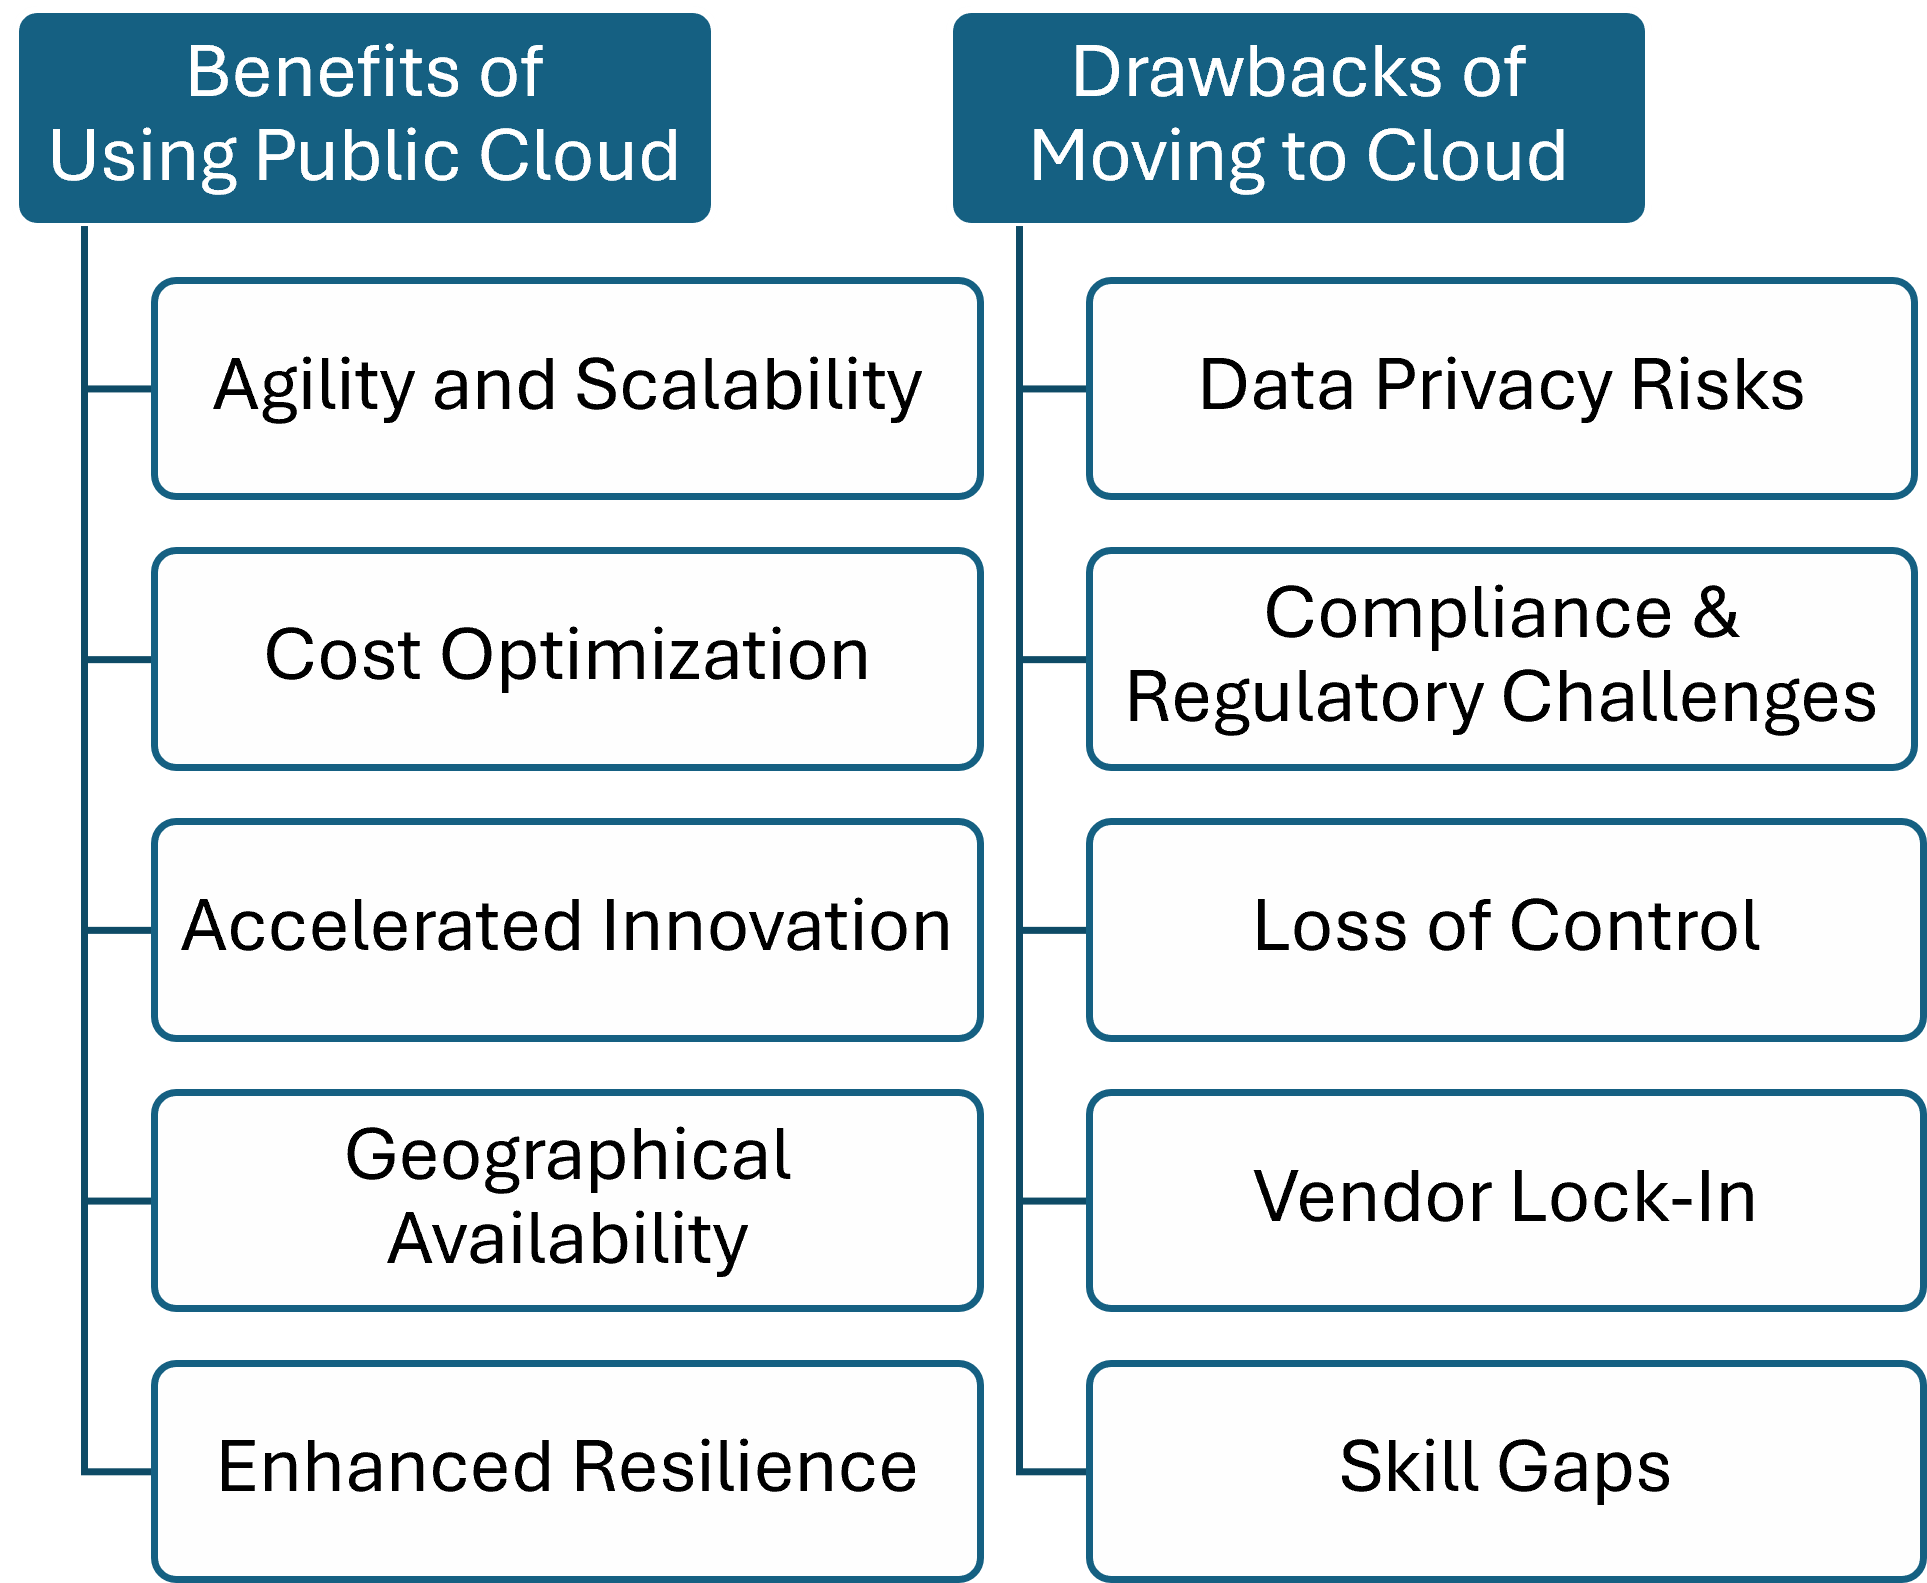 Benefits of
Using Public Cloud
Agility and Scalability
Cost Optimization
Accelerated Innovation
Geographical
Availability
Enhanced Resilience
Drawbacks of
Moving to Cloud
Data Privacy Risks
Compliance &
Regulatory Challenges
Loss of Control
Vendor Lock-In
Skill Gaps